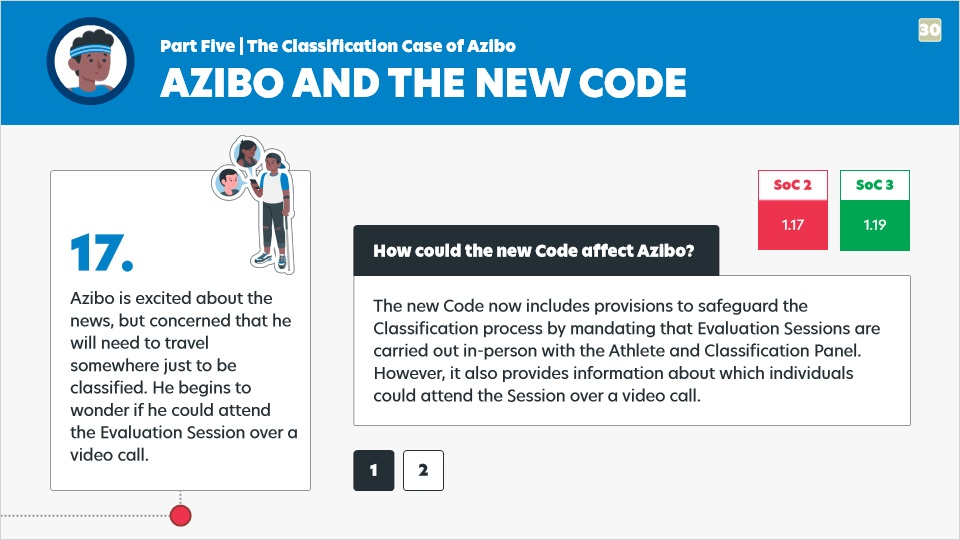 Part Five | The Classification Case of Azibo
AZIBO AND THE NEW CODE
30
17.
Azibo is excited about the
news, but concerned that he
will need to travel
somewhere just to be
classified. He begins to
wonder if he could attend
the Evaluation Session over a
video call.
SoC 2
1.17
SoC 3
1.19
How could the new Code affect Azibo?
The new Code now includes provisions to safeguard the
Classification process by mandating that Evaluation Sessions are
carried out in-person with the Athlete and Classification Panel.
However, it also provides information about which individuals
could attend the Session over a video call.
1
2